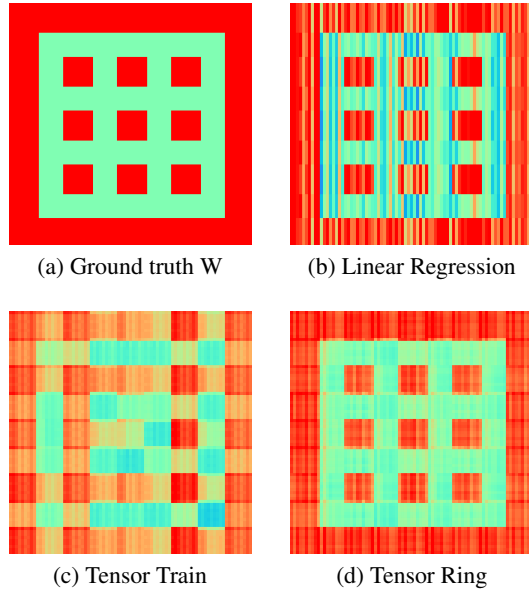 (a) Ground truth W
(b) Linear Regression
(c) Tensor Train
(d) Tensor Ring